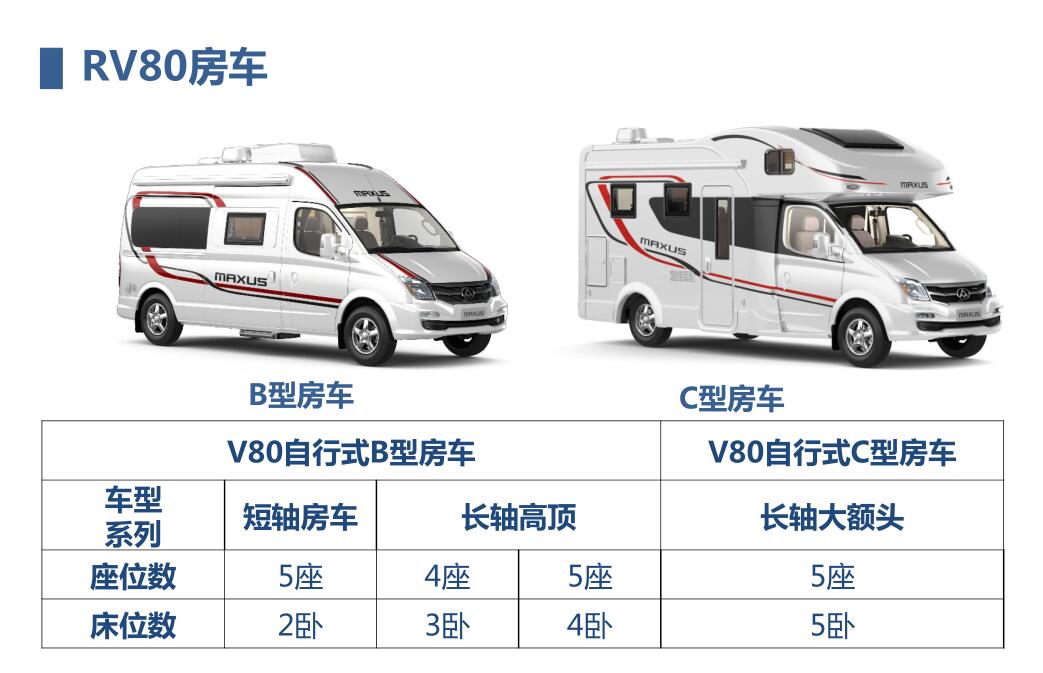 RV80房车
MAXUS
MAXUS
MAXUS
MAXUS
MAXUS
MAXUS
B型房车
C型房车
V80自行式B型房车
V80自行式C型房车
车型
系列
短轴房车
长轴高顶
长轴大额头
座位数
5座
4座
5座
5座
床位数
2卧
3卧
4卧
5卧